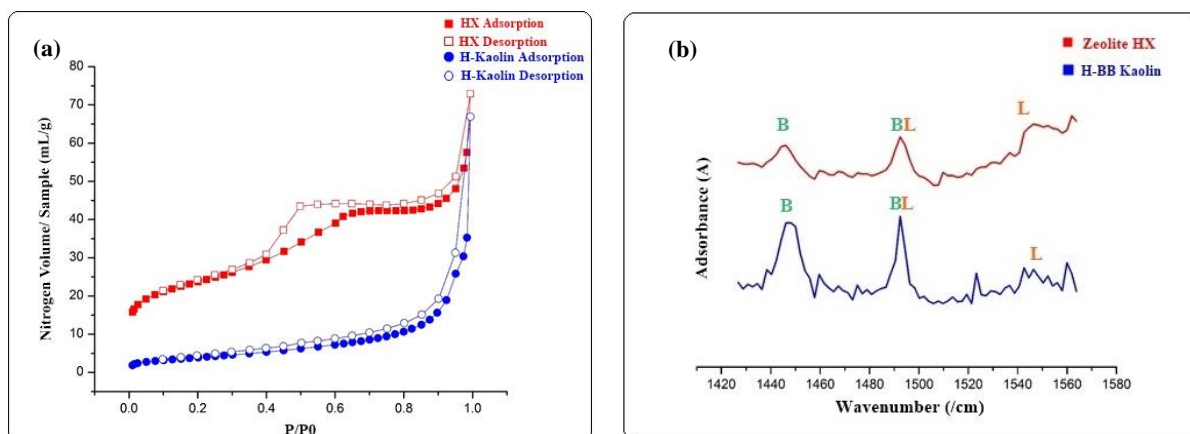 (a)
HX Adsorption
HX Desorption
H-Kaolin Adsorption
H-Kaolin Desorption
Nitrogen Volume/ Sample (mL/g)
80
70
60
50
40
30
20
10
0
0.0 0.2 0.4 0.6 0.8 1.0
P/P0
(b)
Zeolite HX
H-BB Kaolin
B BL L
B BL L
Adsorbance (A)
1420 1440 1460 1480 1500 1520 1540 1560 1580
Wavenumber (/cm)